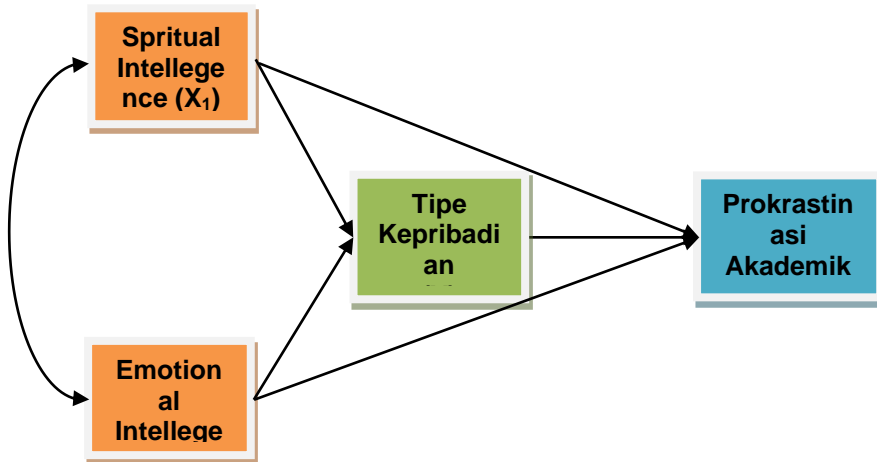 Spritual
Intellege
nce (X₁)
Tipe
Kepribadi
an
Prokrastin
asi
Akademik
Emotion
al
Intellege